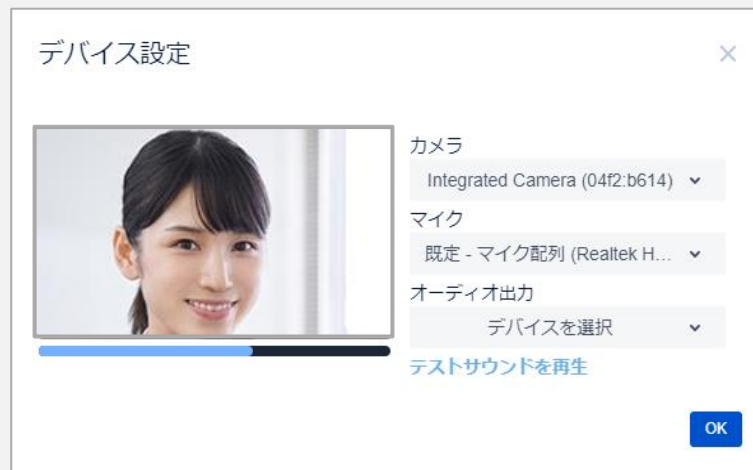 デバイス設定
カメラ
Integrated Camera (04f2:b614)
マイク
既定 - マイク配列 (Realtek H...
オーディオ出力
デバイスを選択
テストサウンドを再生
OK